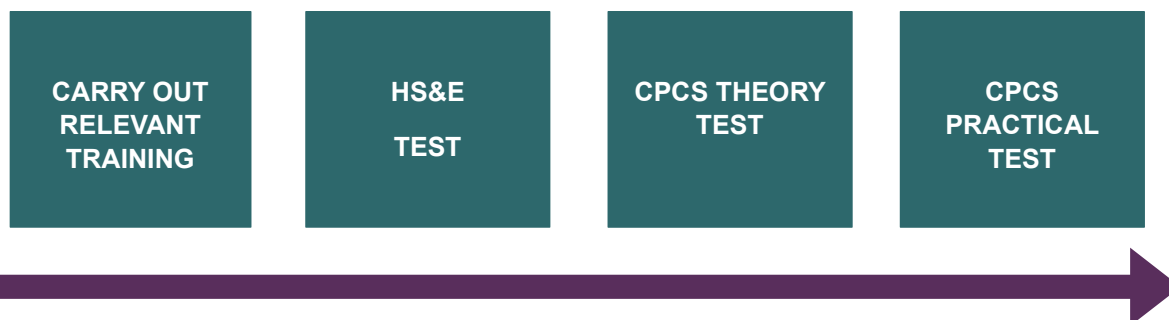 CARRY OUT
RELEVANT
TRAINING
HS&E
TEST
CPCS THEORY
TEST
CPCS
PRACTICAL
TEST